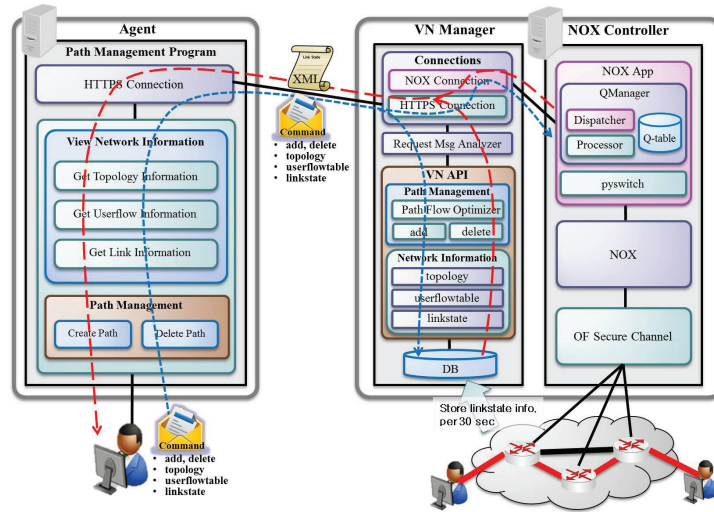 Agent
Path Management Program
HTTPS Connection
View Network Information
Get Topology Information
Get Userflow Information
Get Link Information
Path Management
Create Path
Delete Path
Link State
XML
Command
• add, delete
• topology
• userflowtable
• linkstate
Command
• add, delete
• topology
• userflowtable
• linkstate
VN Manager
Connections
NOX Connection
HTTPS Connection
Request Msg Analyzer
VN API
Path Management
Path Flow Optimizer
add
delete
Network Information
topology
userflowtable
linkstate
DB
Store linkstate info,
per 30 sec
NOX Controller
NOX App
QManager
Dispatcher
Processor
Q-table
pyswitch
NOX
OF Secure Channel